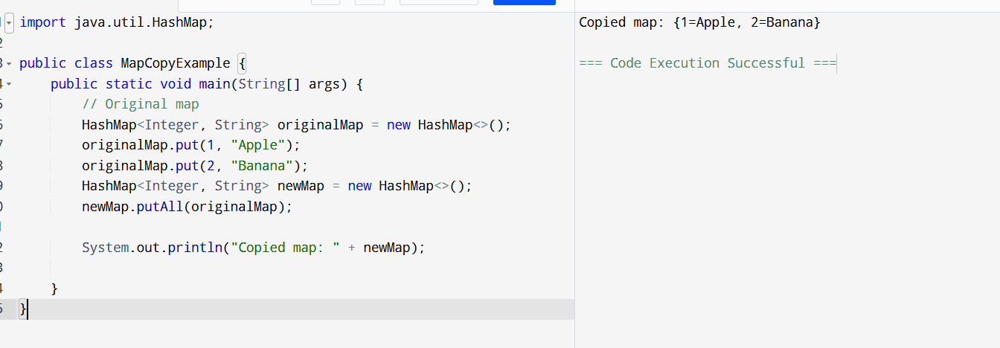 import java.util.HashMap;
public class MapCopyExample {
public static void main(String[] args) {
// Original map
HashMap<Integer, String> originalMap = new HashMap<>();
originalMap.put(1, "Apple");
originalMap.put(2, "Banana");
HashMap<Integer, String> newMap = new HashMap<>();
newMap.putAll(originalMap);
System.out.println("Copied map: " + newMap);
}
}
Copied map: {1=Apple, 2=Banana}
=== Code Execution Successful ===